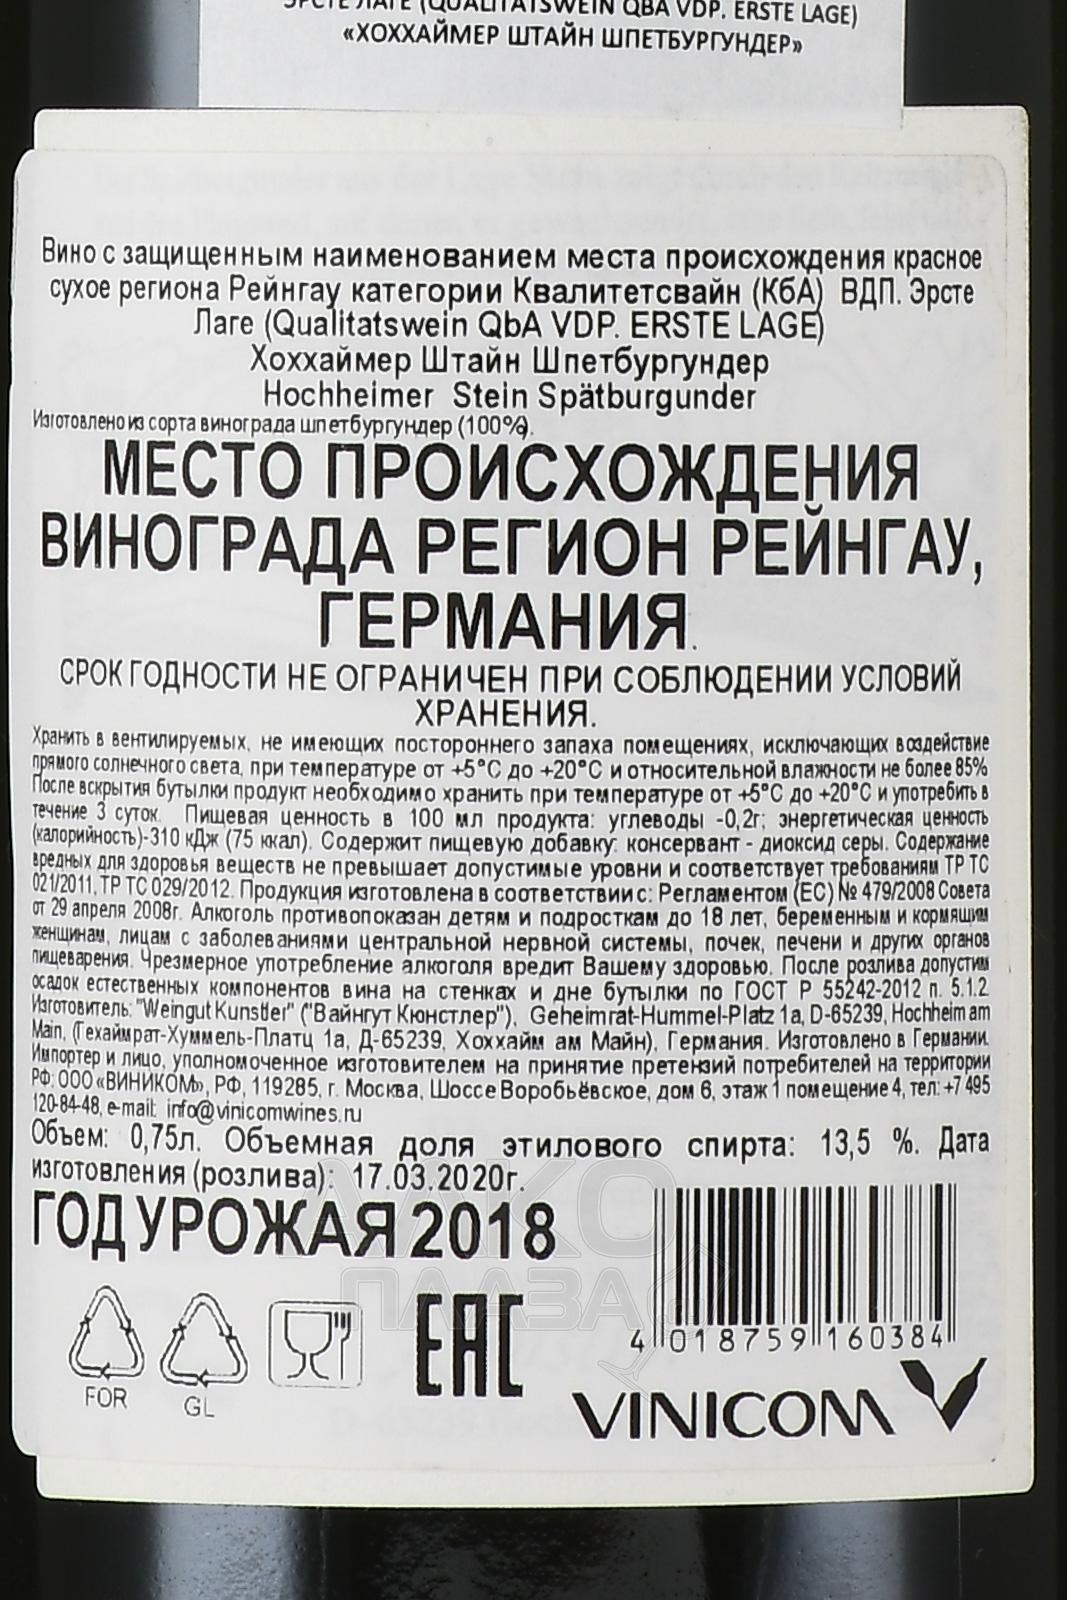 ЭРСТЕ ЛАГЕ (QUALITATSWEIN QBA VDP. ERSTE LAGE)
«ХОХХАЙМЕР ШТАЙН ШПЕТБУРГУНДЕР»
Вино с защищенным наименованием места происхождения красное
сухое региона Рейнгау категории Квалитетсвайн (КбА) ВДП. Эрсте
Лаге (Qualitatswein QbA VDP. ERSTE LAGE)
Хоххаймер Штайн Шпетбургундер
Hochheimer Stein Spätburgunder
Изготовлено из сорта винограда шпетбургундер (100%).
МЕСТО ПРОИСХОЖДЕНИЯ
ВИНОГРАДА РЕГИОН РЕЙНГАУ,
ГЕРМАНИЯ.
СРОК ГОДНОСТИ НЕ ОГРАНИЧЕН ПРИ СОБЛЮДЕНИИ УСЛОВИЙ
ХРАНЕНИЯ.
Хранить в вентилируемых, не имеющих постороннего запаха помещениях, исключающих воздействие
прямого солнечного света, при температуре от +5°С до +20°С и относительной влажности не более 85%
После вскрытия бутылки продукт необходимо хранить при температуре от +5°С до +20°С и употребить в
течение 3 суток. Пищевая ценность в 100 мл продукта: углеводы -0,2г; энергетическая ценность
(калорийность)-310 кДж (75 ккал). Содержит пищевую добавку: консервант - диоксид серы. Содержание
вредных для здоровья веществ не превышает допустимые уровни и соответствует требованиям ТР ТС
021/2011, ТР ТС 029/2012. Продукция изготовлена в соответствии с: Регламентом (ЕС) № 479/2008 Совета
от 29 апреля 2008г. Алкоголь противопоказан детям и подросткам до 18 лет, беременным и кормящим
женщинам, лицам с заболеваниями центральной нервной системы, почек, печени и других органов
пищеварения. Чрезмерное употребление алкоголя вредит Вашему здоровью. После розлива допустим
осадок естественных компонентов вина на стенках и дне бутылки по ГОСТ Р 55242-2012 п. 5.1.2.
Изготовитель: "Weingut Kunstler" ("Вайнгут Кюнстлер"), Geheimrat-Hummel-Platz 1a, D-65239, Hochheim am
Main, (Гехаймрат-Хуммель-Платц 1а, Д-65239, Хоххайм ам Майн), Германия. Изготовлено в Германии.
Импортер и лицо, уполномоченное изготовителем на принятие претензий потребителей на территории
РФ: ООО «ВИНИКОМ», РФ, 119285, г. Москва, Шоссе Воробьёвское, дом 6, этаж 1 помещение 4, тел: +7 495
120-84-48, e-mail: info@vinicomwines.ru
Объем: 0,75л. Объемная доля этилового спирта: 13,5 %. Дата
изготовления (розлива): 17.03.2020г.
ГОД УРОЖАЯ 2018
АЛКО
ПЛАЗА
FOR
GL
EAC
4 018759 160384
VINICOM